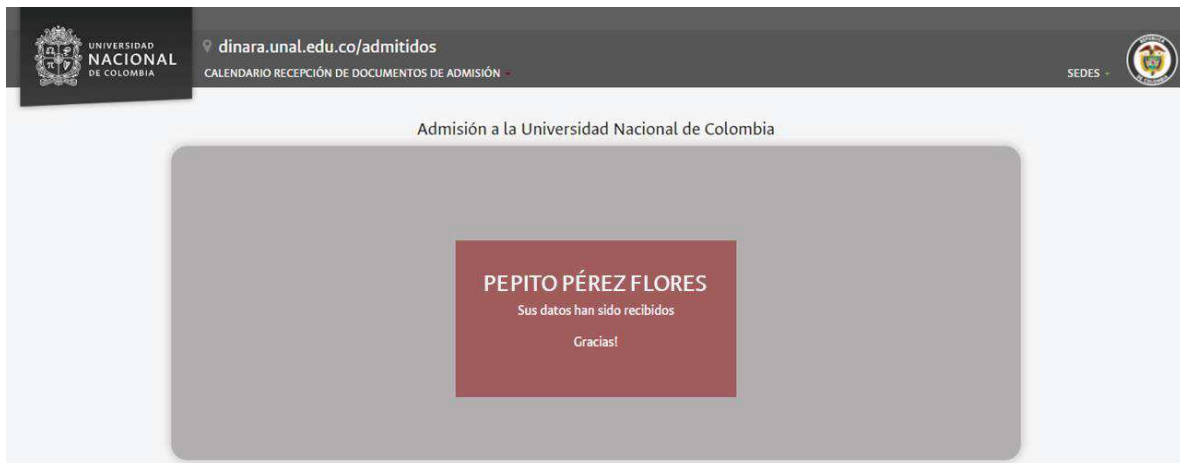 UNIVERSIDAD
NACIONAL
DE COLOMBIA
dinara.unal.edu.co/admitidos
CALENDARIO RECEPCIÓN DE DOCUMENTOS DE ADMISIÓN
SEDES
Admisión a la Universidad Nacional de Colombia
PEPITO PÉREZ FLORES
Sus datos han sido recibidos
Gracias!